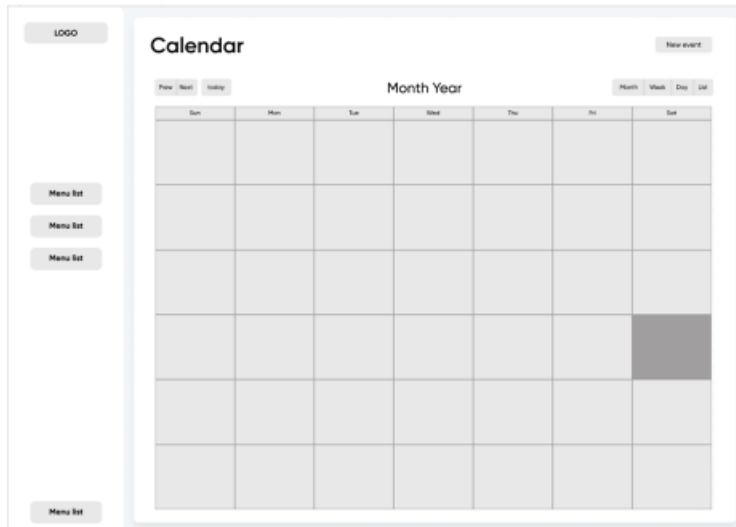 LOGO
Calendar
New event
Prew Next today
Month Year
Month Week Day List
Sun Mon Tue Wed Thu Fri Sat
Menu list
Menu list
Menu list
Menu list